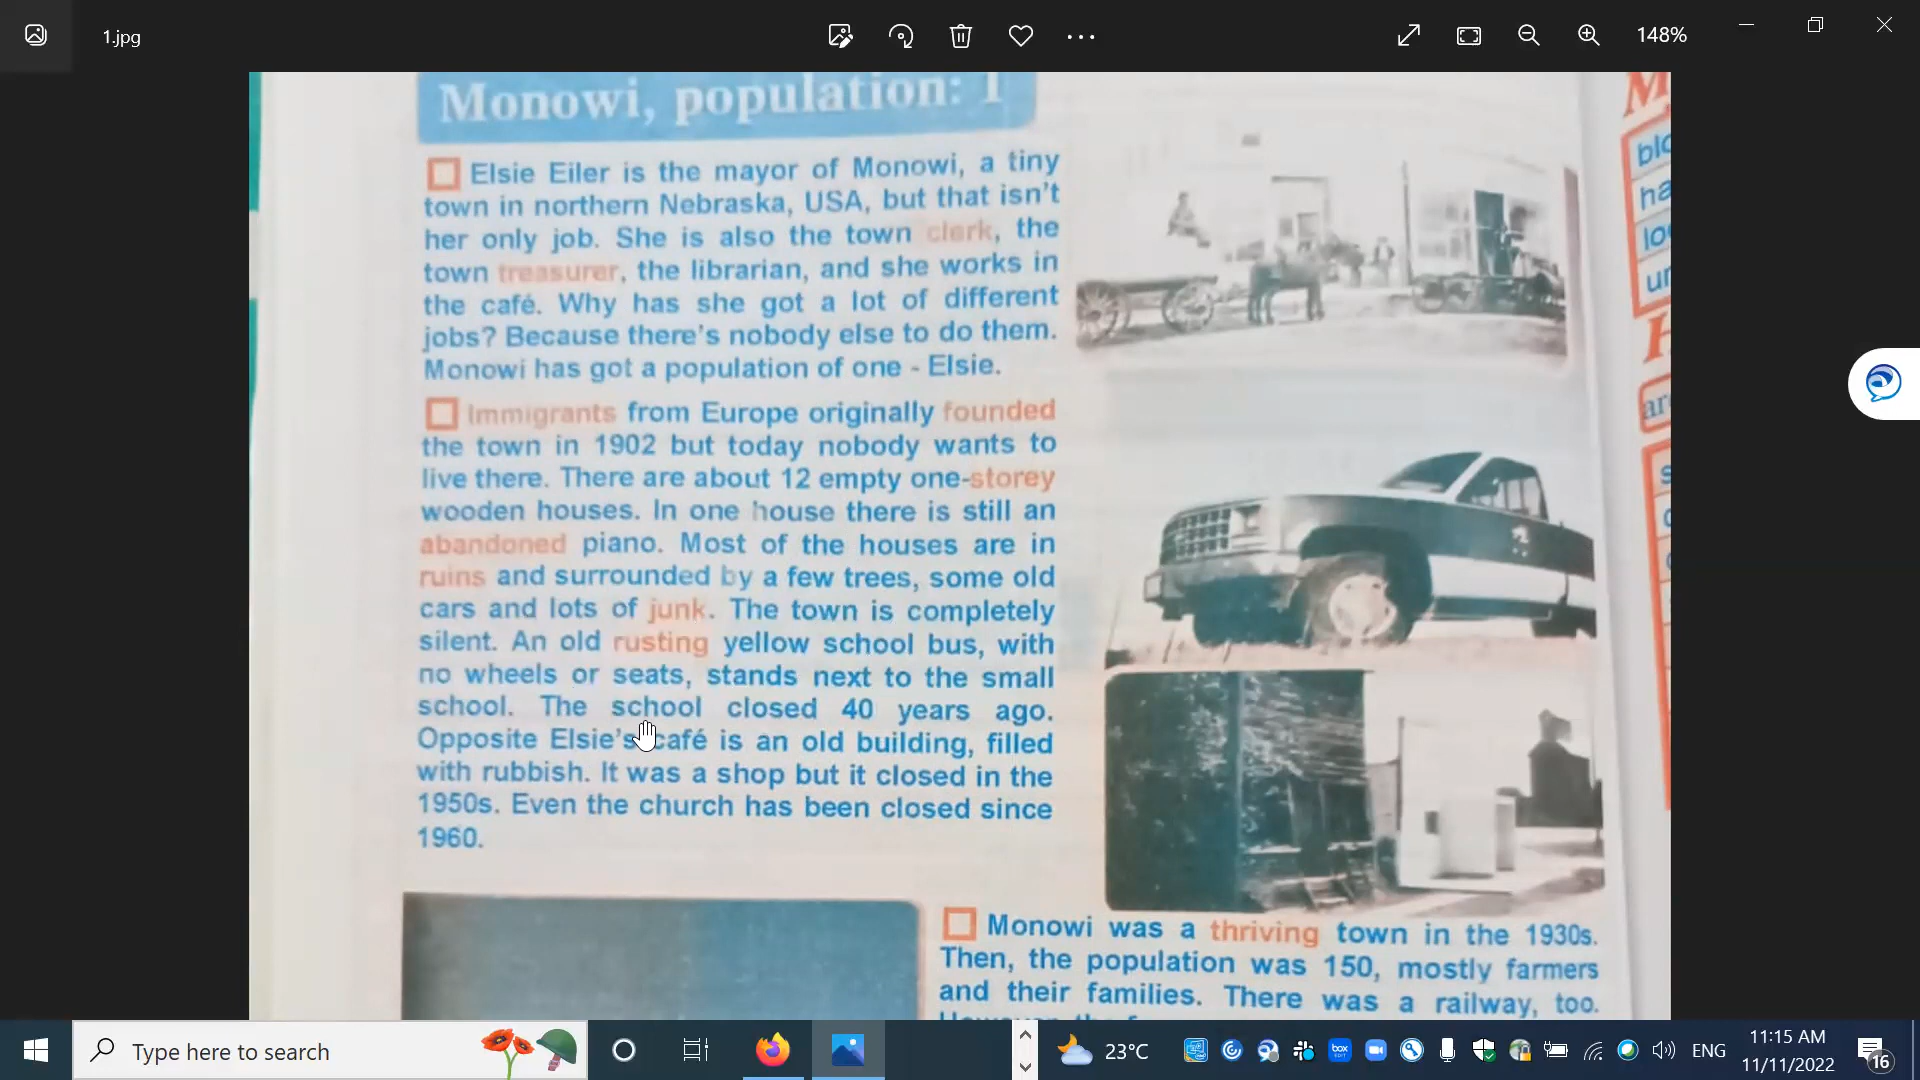 1.jpg
148%
Monowi, population: 1
Elsie Eiler is the mayor of Monowi, a tiny
town in northern Nebraska, USA, but that isn't
her only job. She is also the town clerk, the
town treasurer, the librarian, and she works in
the café. Why has she got a lot of different
jobs? Because there's nobody else to do them.
Monowi has got a population of one - Elsie.
Immigrants from Europe originally founded
the town in 1902 but today nobody wants to
live there. There are about 12 empty one-storey
wooden houses. In one house there is still an
abandoned piano. Most of the houses are in
ruins and surrounded by a few trees, some old
cars and lots of junk. The town is completely
silent. An old rusting yellow school bus, with
no wheels or seats, stands next to the small
school. The school closed 40 years ago.
Opposite Elsie's café is an old building, filled
with rubbish. It was a shop but it closed in the
1950s. Even the church has been closed since
1960.
Monowi was a thriving town in the 1930s.
Then, the population was 150, mostly farmers
and their families. There was a railway, too.
Type here to search
23°C
box
EDIT
ENG
11:15 AM
11/11/2022
16